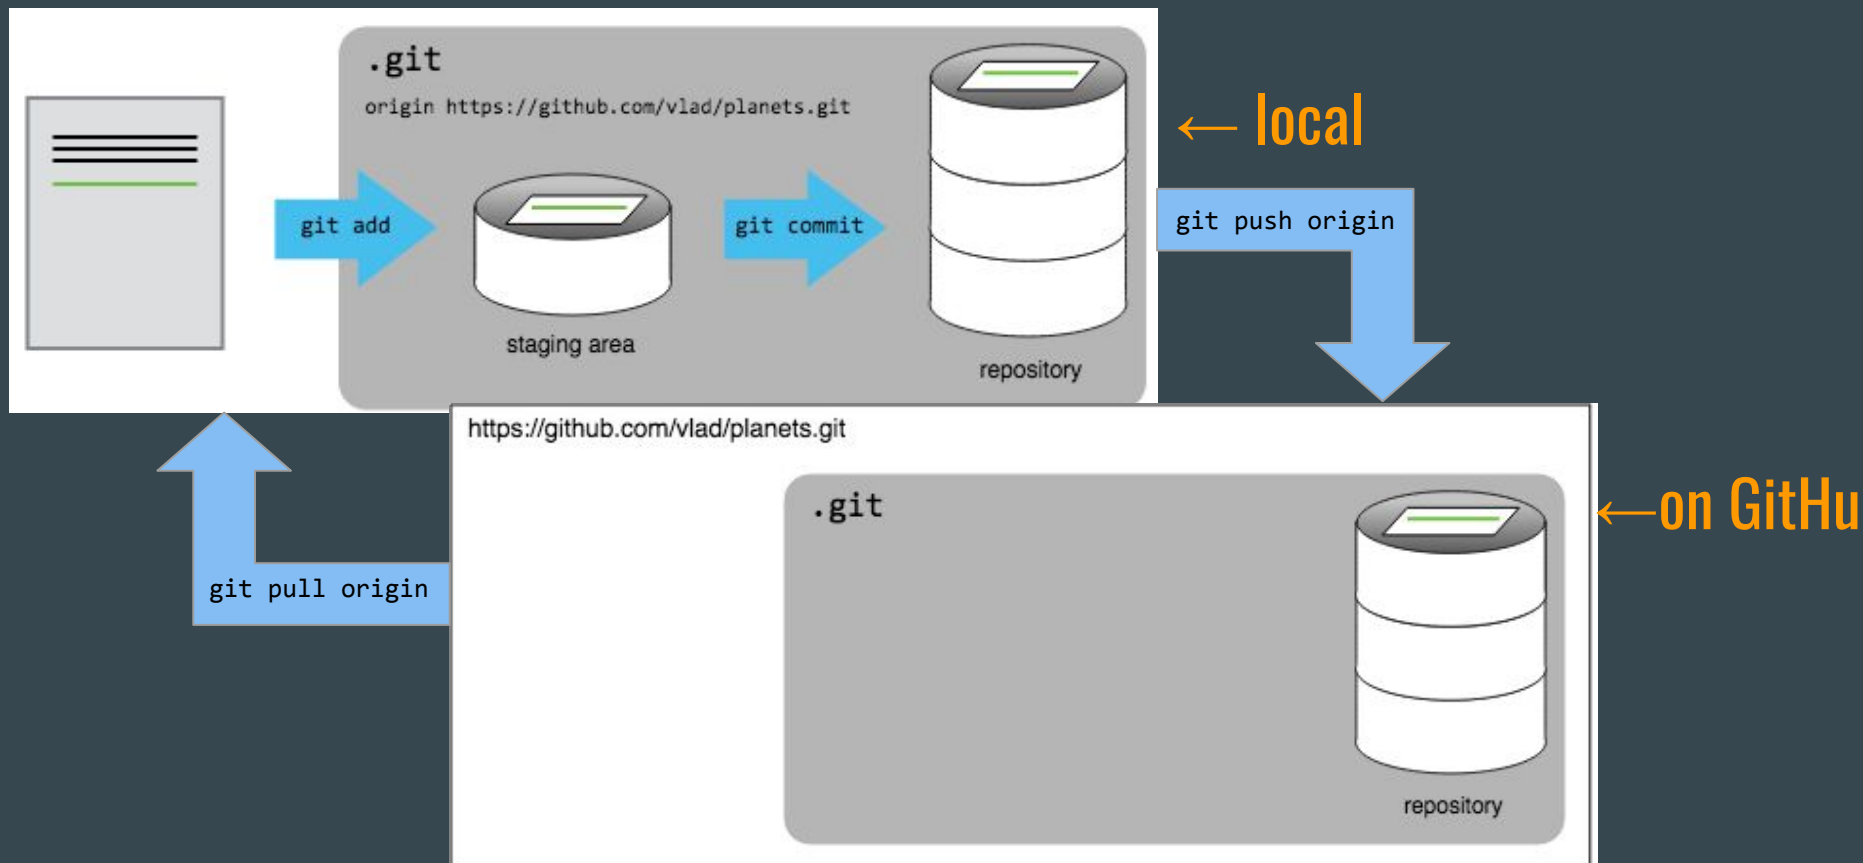 .git
origin https://github.com/vlad/planets.git
← local
git add
git commit
git push origin
staging area
repository
https://github.com/vlad/planets.git
.git
←on GitHu
git pull origin
repository